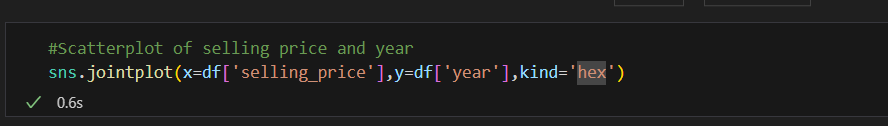 #Scatterplot of selling price and year
sns.jointplot(x=df['selling_price'],y=df['year'],kind='hex')
0.6s